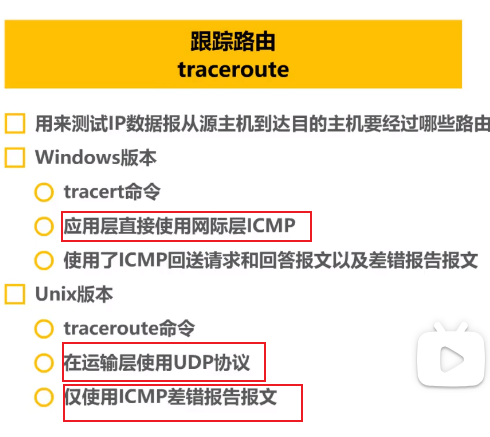 跟踪路由
traceroute
用来测试IP数据报从源主机到达目的主机要经过哪些路由
Windows版本
tracert命令
应用层直接使用网际层ICMP
使用了ICMP回送请求和回答报文以及差错报告报文
Unix版本
traceroute命令
在运输层使用UDP协议
仅使用ICMP差错报告报文